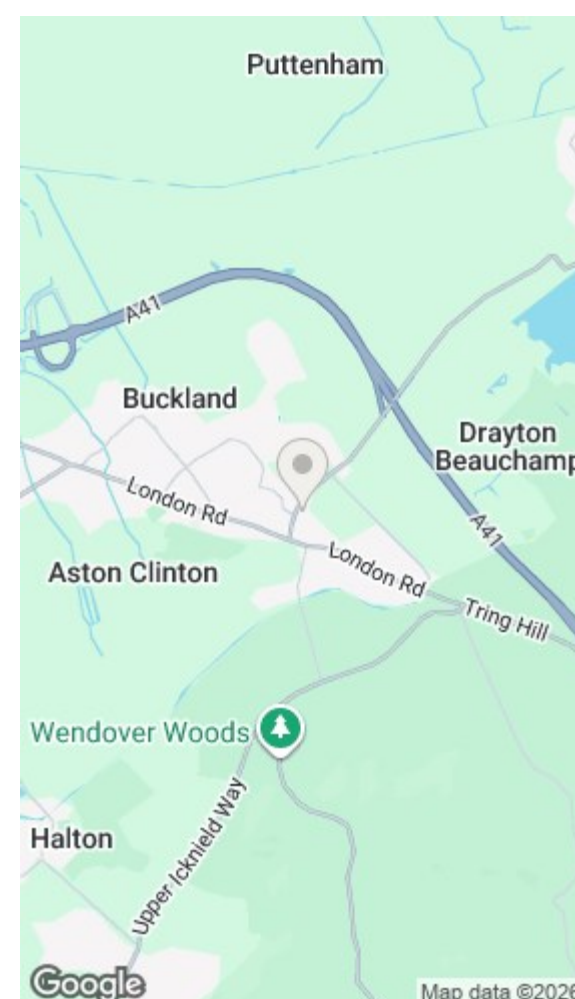 Puttenham
A41
Buckland
Drayton
Beauchamp
London Rd
A41
London Rd
Aston Clinton
Tring Hill
Wendover Woods
Upper Icknield Way
Halton
Google
Map data ©2026